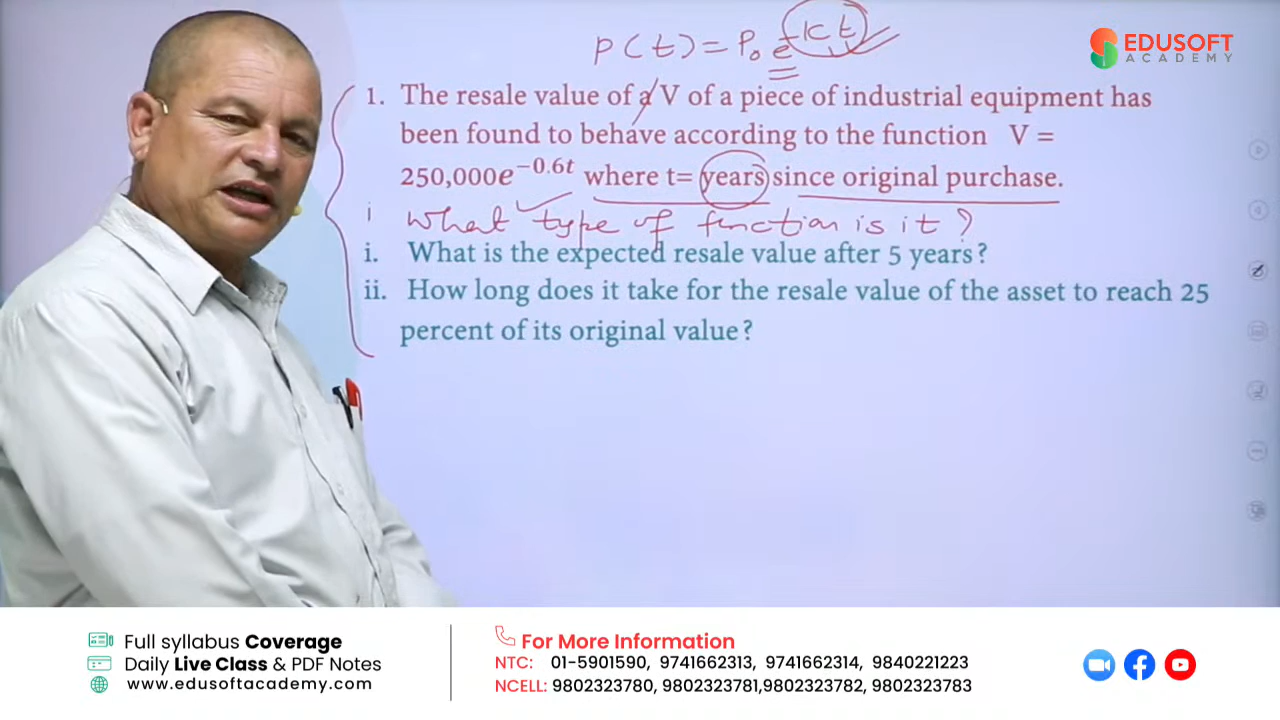 p(t) = P₀ e^-kt
EDUSOFT
ACADEMY
1. The resale value of a V of a piece of industrial equipment has
been found to behave according to the function V =
250,000e^−0.6t where t= years since original purchase.
i What type of function is it?
i. What is the expected resale value after 5 years?
ii. How long does it take for the resale value of the asset to reach 25
percent of its original value?
Full syllabus Coverage
Daily Live Class & PDF Notes
www.edusoftacademy.com
For More Information
NTC: 01-5901590, 9741662313, 9741662314, 9840221223
NCELL: 9802323780, 9802323781,9802323782, 9802323783
zoom